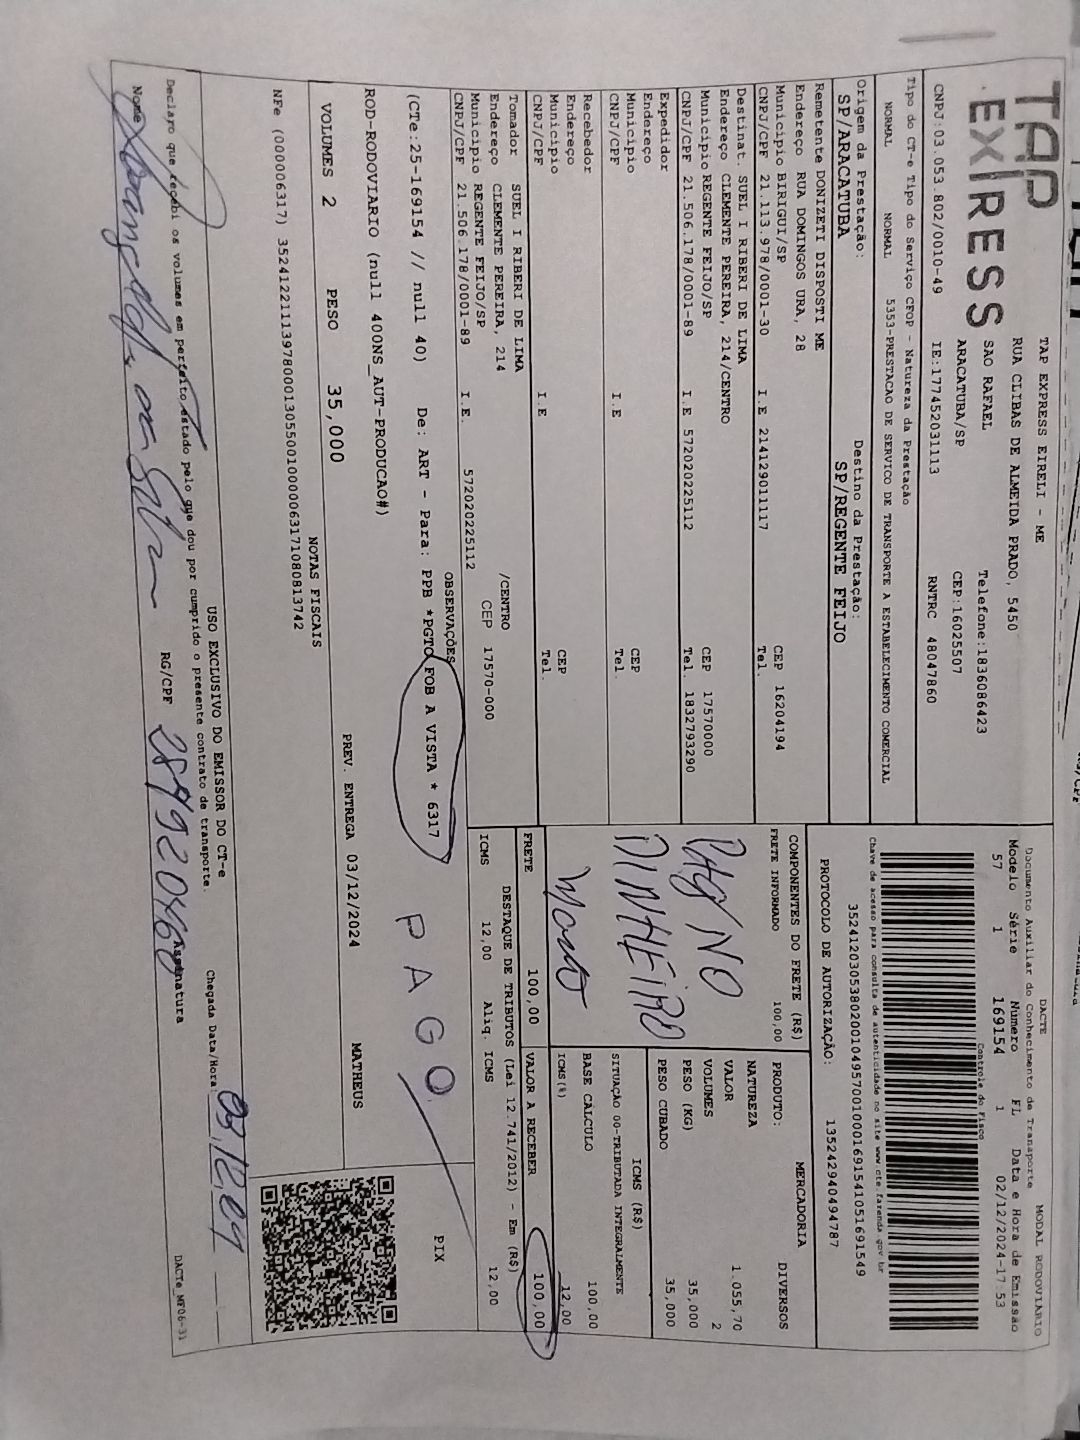 TAP EXPRESS
TAP EXPRESS EIRELI - ME
RUA CLIBAS DE ALMEIDA PRADO, 5450
SAO RAFAEL
Telefone:1836086423
ARACATUBA/SP
CEP:16025507
CNPJ:03.053.802/0010-49 IE:177452031113 RNTRC 48047860
DACTE MODAL RODOVIARIO
Documento Auxiliar do Conhecimento de Transporte
Modelo Série Número FL Data e Hora de Emissão
57 1 169154 1 02/12/2024-17 53
Controle do Fisco
Tipo do CT-e Tipo do Serviço CFOP - Natureza da Prestação
NORMAL NORMAL 5353-PRESTACAO DE SERVICO DE TRANSPORTE A ESTABELECIMENTO COMERCIAL
Chave de acesso para consulta de autenticidade no site www.cte.fazenda.gov.br
35241203053802001049570010001691541051691549
PROTOCOLO DE AUTORIZAÇÃO: 135242940494787
Origem da Prestação: Destino da Prestação:
SP/ARACATUBA SP/REGENTE FEIJO
Remetente DONIZETI DISPOSTI ME
Endereço RUA DOMINGOS URA, 28
Municipio BIRIGUI/SP CEP 16204194
CNPJ/CPF 21.113.978/0001-30 I.E 214129011117 Tel.
Destinat. SUEL I RIBERI DE LIMA
Endereço CLEMENTE PEREIRA, 214/CENTRO
Municipio REGENTE FEIJO/SP CEP 17570000
CNPJ/CPF 21.506.178/0001-89 I.E 572020225112 Tel. 1832793290
Expedidor
Endereço
Municipio CEP
CNPJ/CPF I.E Tel.
Recebedor
Endereço
Municipio CEP
CNPJ/CPF I.E Tel.
Tomador SUEL I RIBERI DE LIMA
Endereço CLEMENTE PEREIRA, 214 /CENTRO
Municipio REGENTE FEIJO/SP CEP 17570-000
CNPJ/CPF 21.506.178/0001-89 I.E. 572020225112
COMPONENTES DO FRETE (R$)
FRETE INFORMADO 100,00
PAG/ NO
DINHEIRO
FRETE 100,00
MERCADORIA
PRODUTO: DIVERSOS
NATUREZA
VALOR 1.055,70
VOLUMES 2
PESO (KG) 35,000
PESO CUBADO 35,000
ICMS (R$)
SITUAÇÃO 00-TRIBUTADA INTEGRALMENTE
BASE CÁLCULO 100,00
ICMS(%) 12,00
VALOR A RECEBER 100,00
DESTAQUE DE TRIBUTOS (Lei 12.741/2012) - Em (R$)
ICMS 12,00 Aliq. ICMS 12,00
OBSERVAÇÕES
(CTe:25-169154 // null 40) De: ART - Para: PPB *PGTO FOB A VISTA * 6317
ROD-RODOVIARIO (null 400NS_AUT-PRODUCAO#)
PAGO
PIX
VOLUMES 2 PESO 35,000 PREV. ENTREGA 03/12/2024 MATHEUS
NOTAS FISCAIS
NFe (000006317) 35241221113978000130550010000063171080813742
USO EXCLUSIVO DO EMISSOR DO CT-e
Declaro que recebi os volumes em perfeito estado pelo que dou por cumprido o presente contrato de transporte.
Chegada Data/Hora:
Nome RG/CPF Assinatura
DACTe_MF06-31